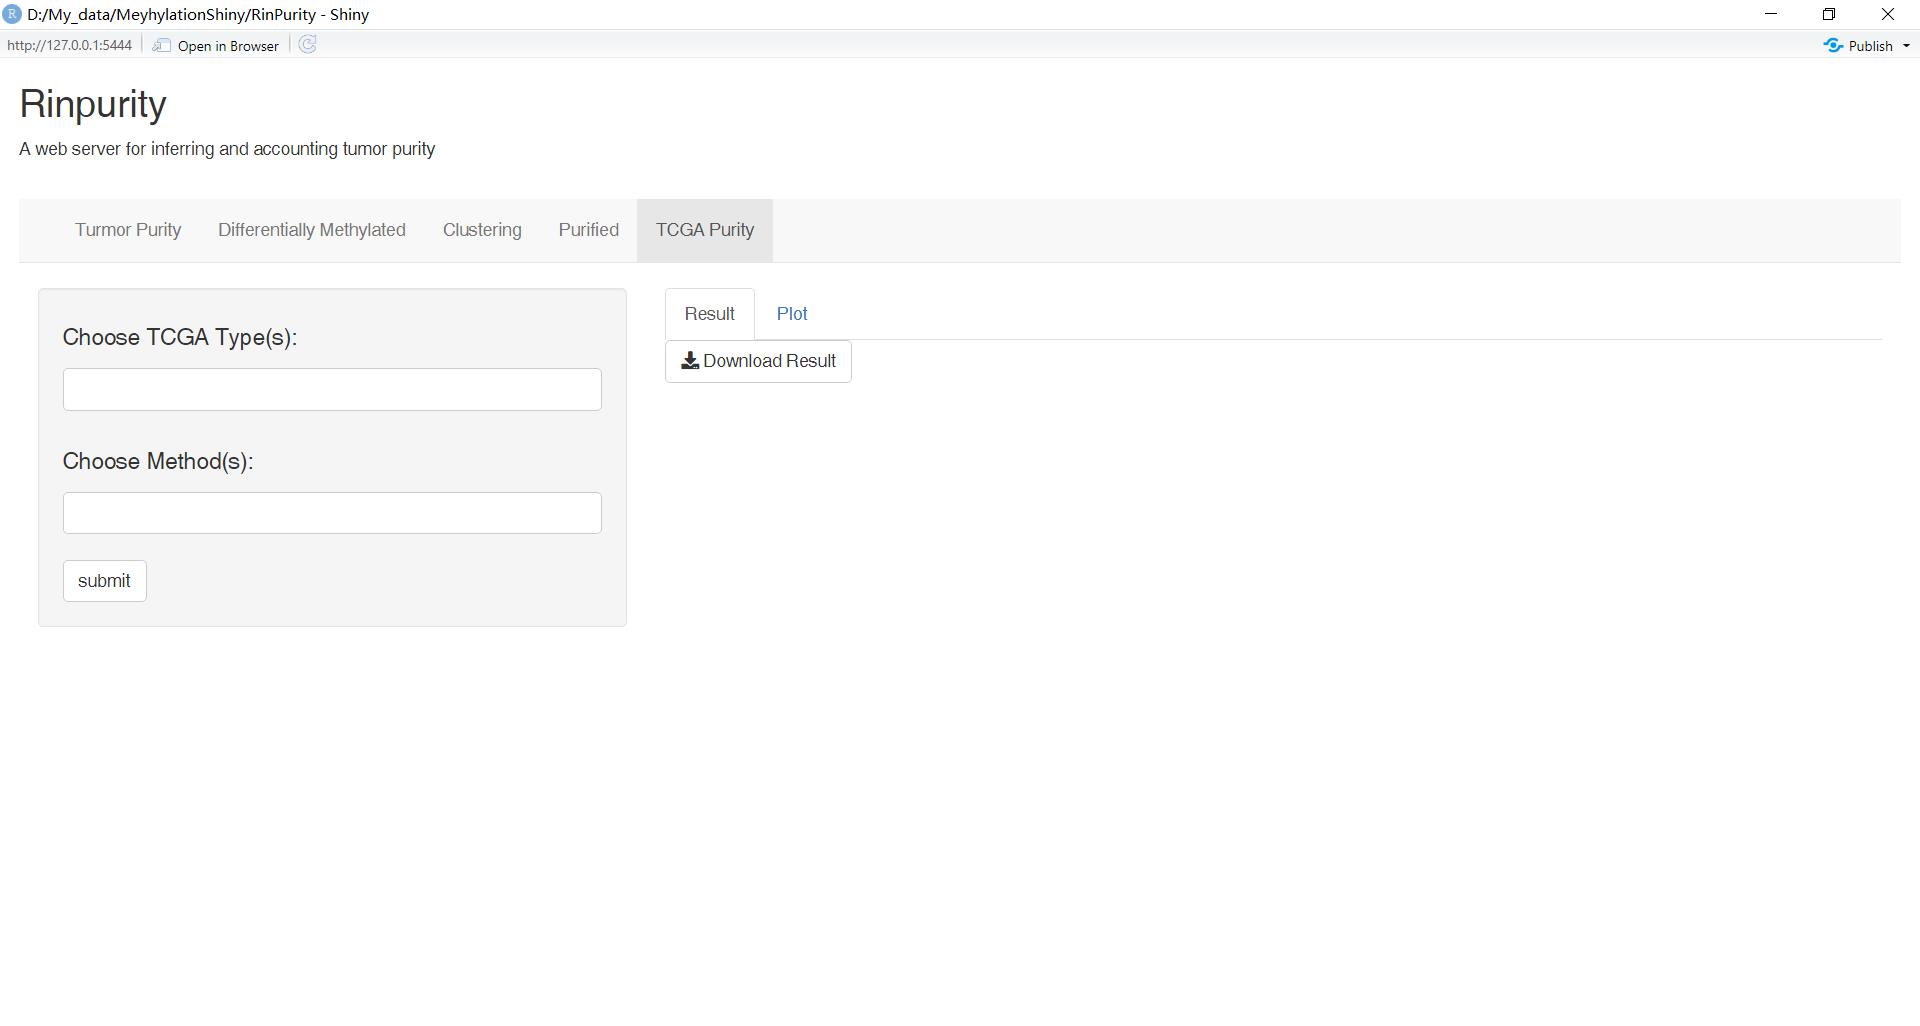 R D:/My_data/MeyhylationShiny/RinPurity - Shiny
http://127.0.0.1:5444 Open in Browser Publish
Rinpurity
A web server for inferring and accounting tumor purity
Turmor Purity Differentially Methylated Clustering Purified TCGA Purity
Choose TCGA Type(s):
Choose Method(s):
submit
Result Plot
Download Result